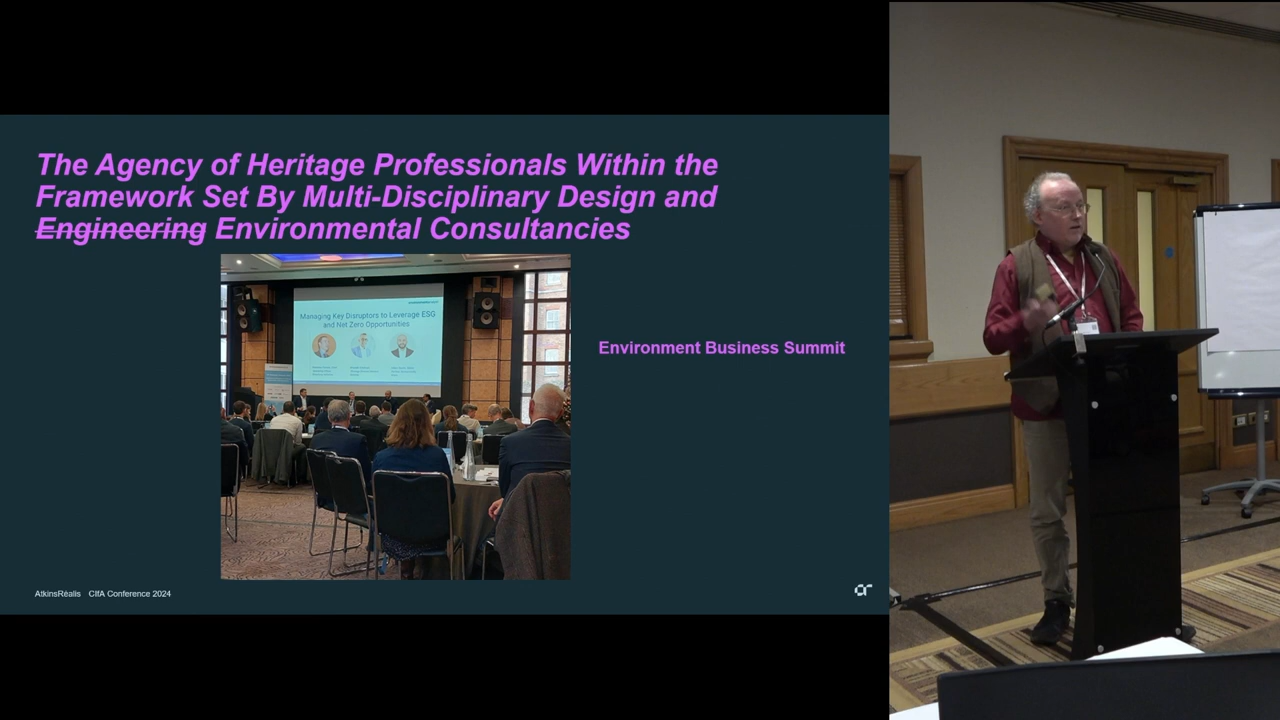 The Agency of Heritage Professionals Within the
Framework Set By Multi-Disciplinary Design and
Engineering Environmental Consultancies
Managing Key Disruptors to Leverage ESG
and Net Zero Opportunities
Environment Business Summit
AtkinsRéalis CIfA Conference 2024